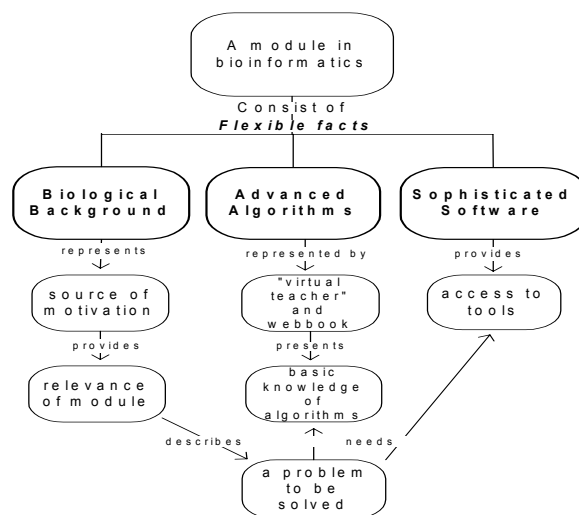 A module in
bioinformatics
Consist of
Flexible facts
Biological
Background
Advanced
Algorithms
Sophisticated
Software
represents
represented by
provides
source of
motivation
"virtual
teacher"
and
webbook
access to
tools
provides
presents
relevance
of module
basic
knowledge
of
algorithms
describes
needs
a problem
to be
solved